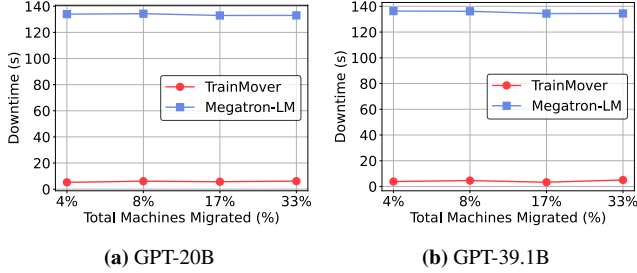 140
120
100
80
60
40
20
0
Downtime (s)
TrainMover
Megatron-LM
4% 8% 17% 33%
Total Machines Migrated (%)
(a) GPT-20B
140
120
100
80
60
40
20
0
Downtime (s)
TrainMover
Megatron-LM
4% 8% 17% 33%
Total Machines Migrated (%)
(b) GPT-39.1B